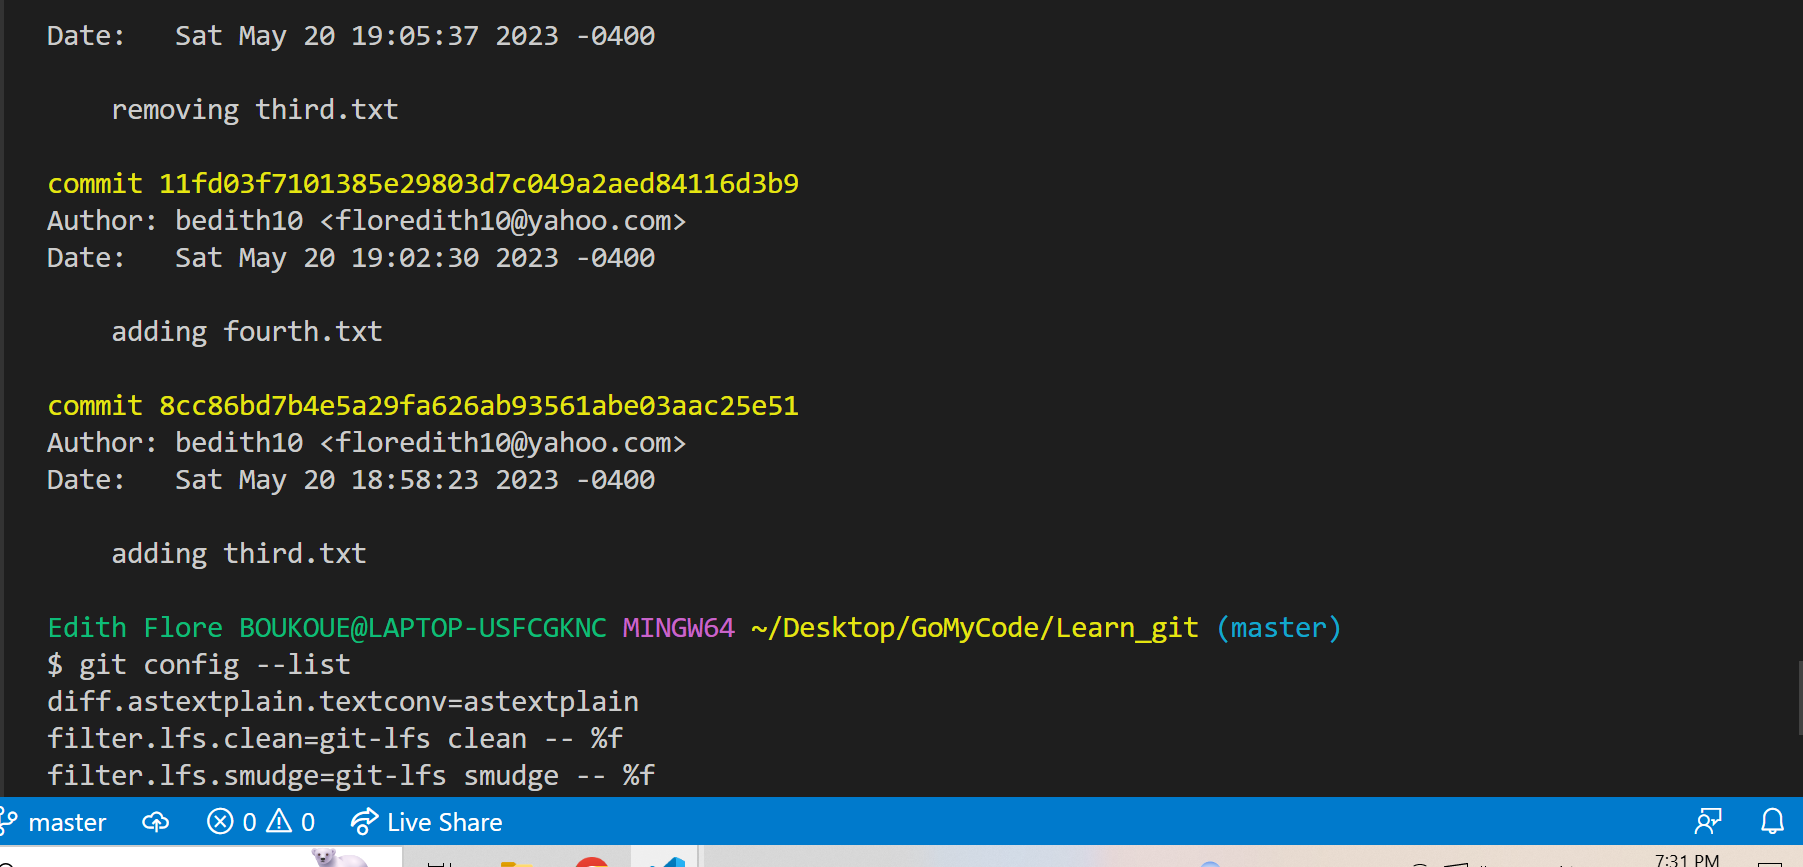 Date:   Sat May 20 19:05:37 2023 -0400
    removing third.txt
commit 11fd03f7101385e29803d7c049a2aed84116d3b9
Author: bedith10 <floredith10@yahoo.com>
Date:   Sat May 20 19:02:30 2023 -0400
    adding fourth.txt
commit 8cc86bd7b4e5a29fa626ab93561abe03aac25e51
Author: bedith10 <floredith10@yahoo.com>
Date:   Sat May 20 18:58:23 2023 -0400
    adding third.txt
Edith Flore BOUKOUE@LAPTOP-USFCGKNC MINGW64 ~/Desktop/GoMyCode/Learn_git (master)
$ git config --list
diff.astextplain.textconv=astextplain
filter.lfs.clean=git-lfs clean -- %f
filter.lfs.smudge=git-lfs smudge -- %f
master 0 0 Live Share
7:31 PM